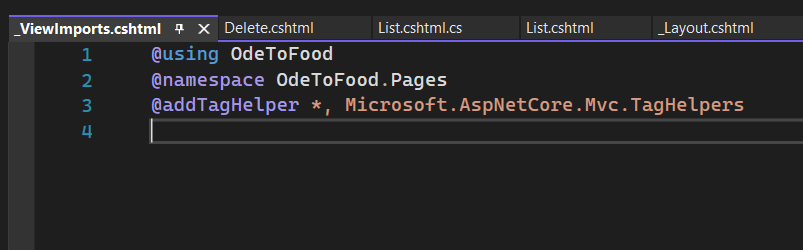 _ViewImports.cshtml Delete.cshtml List.cshtml.cs List.cshtml _Layout.cshtml
1 @using OdeToFood
2 @namespace OdeToFood.Pages
3 @addTagHelper *, Microsoft.AspNetCore.Mvc.TagHelpers
4